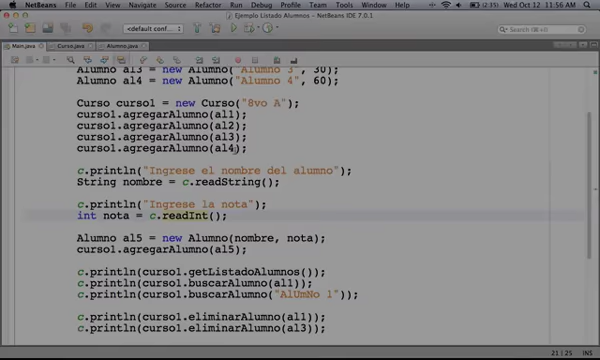 NetBeans File Edit View Navigate Source Refactor Run Debug Profile Team Tools Window Help Wed Oct 12 11:56 AM
Ejemplo Listado Alumnos - NetBeans IDE 7.0.1
<default conf... Search (⌘+I)
Main.java Curso.java Alumno.java
Alumno al3 = new Alumno("Alumno 3", 30);
Alumno al4 = new Alumno("Alumno 4", 60);
Curso curso1 = new Curso("8vo A");
curso1.agregarAlumno(al1);
curso1.agregarAlumno(al2);
curso1.agregarAlumno(al3);
curso1.agregarAlumno(al4);
c.println("Ingrese el nombre del alumno");
String nombre = c.readString();
c.println("Ingrese la nota");
int nota = c.readInt();
Alumno al5 = new Alumno(nombre, nota);
curso1.agregarAlumno(al5);
c.println(curso1.getListadoAlumnos());
c.println(curso1.buscarAlumno(al1));
c.println(curso1.buscarAlumno("AlUmNo 1"));
c.println(curso1.eliminarAlumno(al1));
c.println(curso1.eliminarAlumno(al3));
21|25 INS